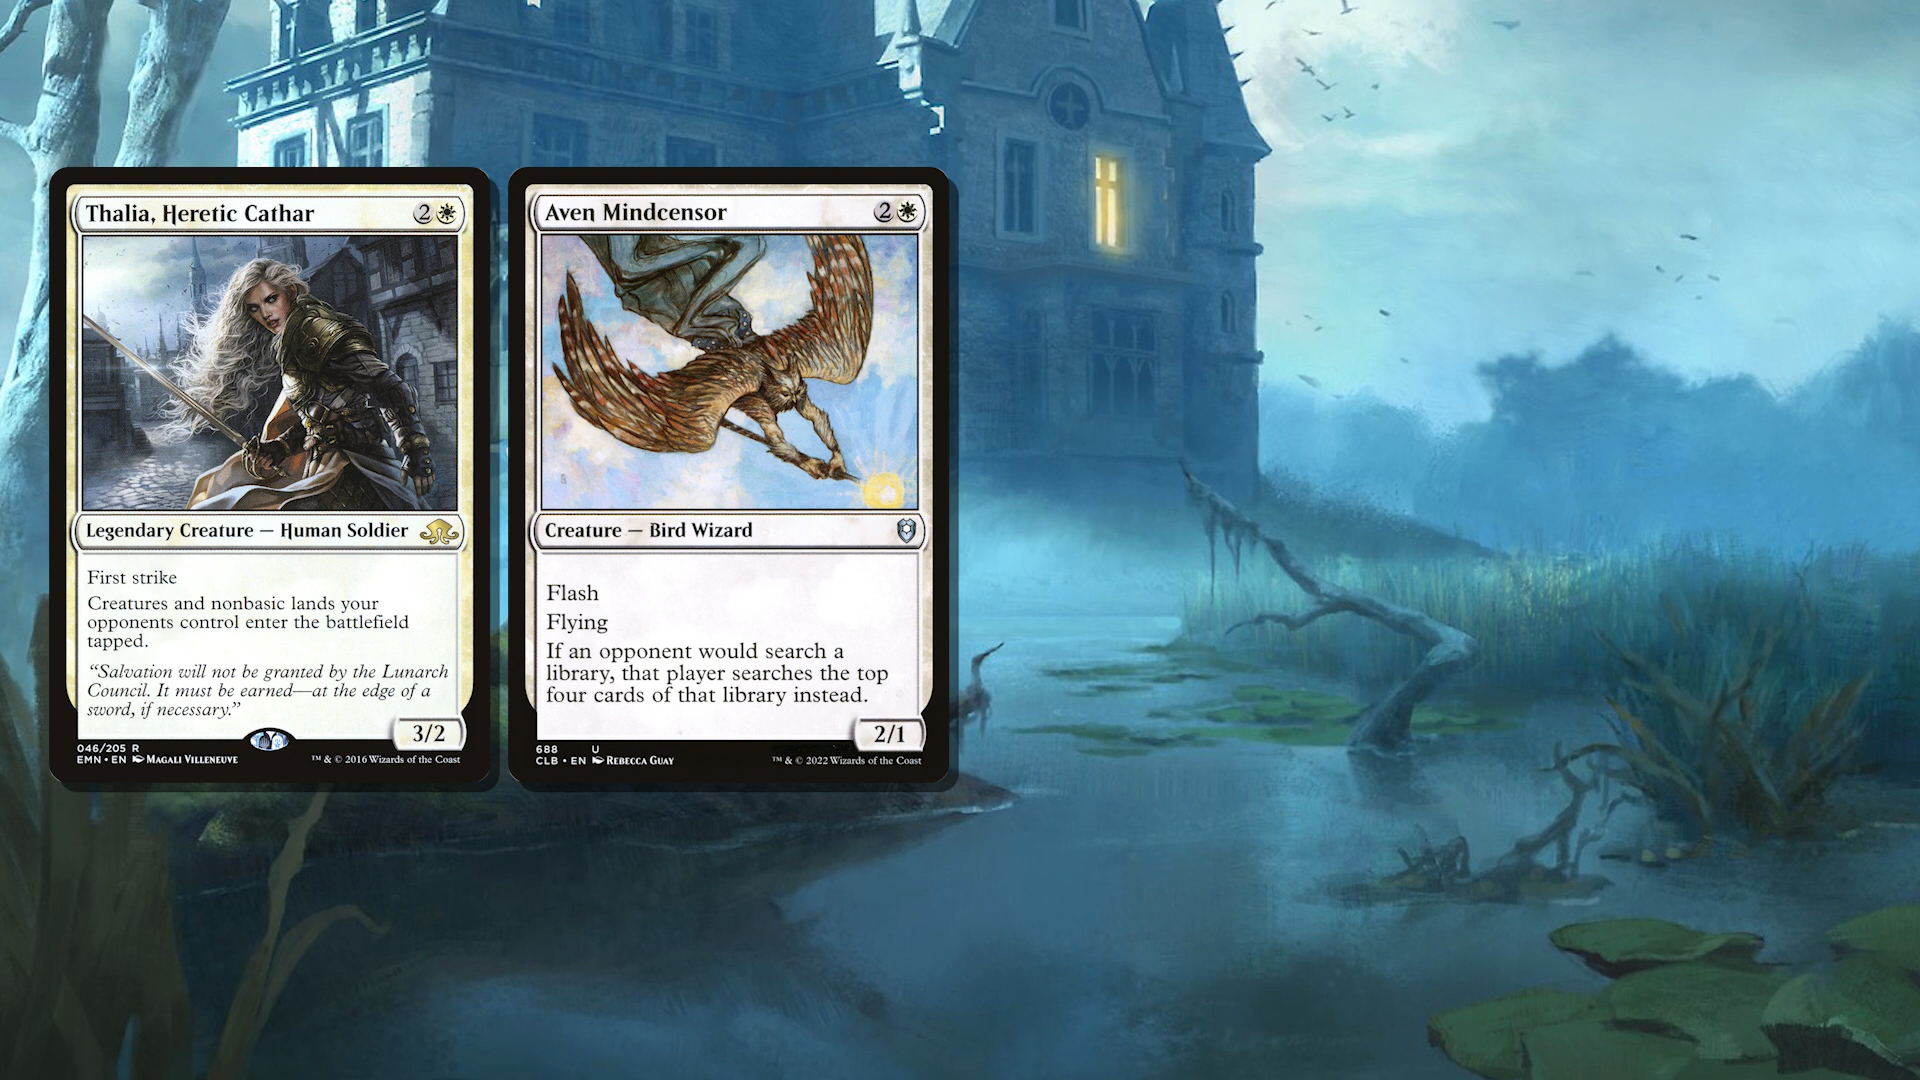 Thalia, Heretic Cathar 2
Legendary Creature — Human Soldier
First strike
Creatures and nonbasic lands your
opponents control enter the battlefield
tapped.
“Salvation will not be granted by the Lunarch
Council. It must be earned—at the edge of a
sword, if necessary.”
3/2
046/205 R
EMN • EN MAGALI VILLENEUVE
™ & © 2016 Wizards of the Coast
Aven Mindcensor 2
Creature — Bird Wizard
Flash
Flying
If an opponent would search a
library, that player searches the top
four cards of that library instead.
2/1
688 U
CLB • EN REBECCA GUAY
™ & © 2022 Wizards of the Coast